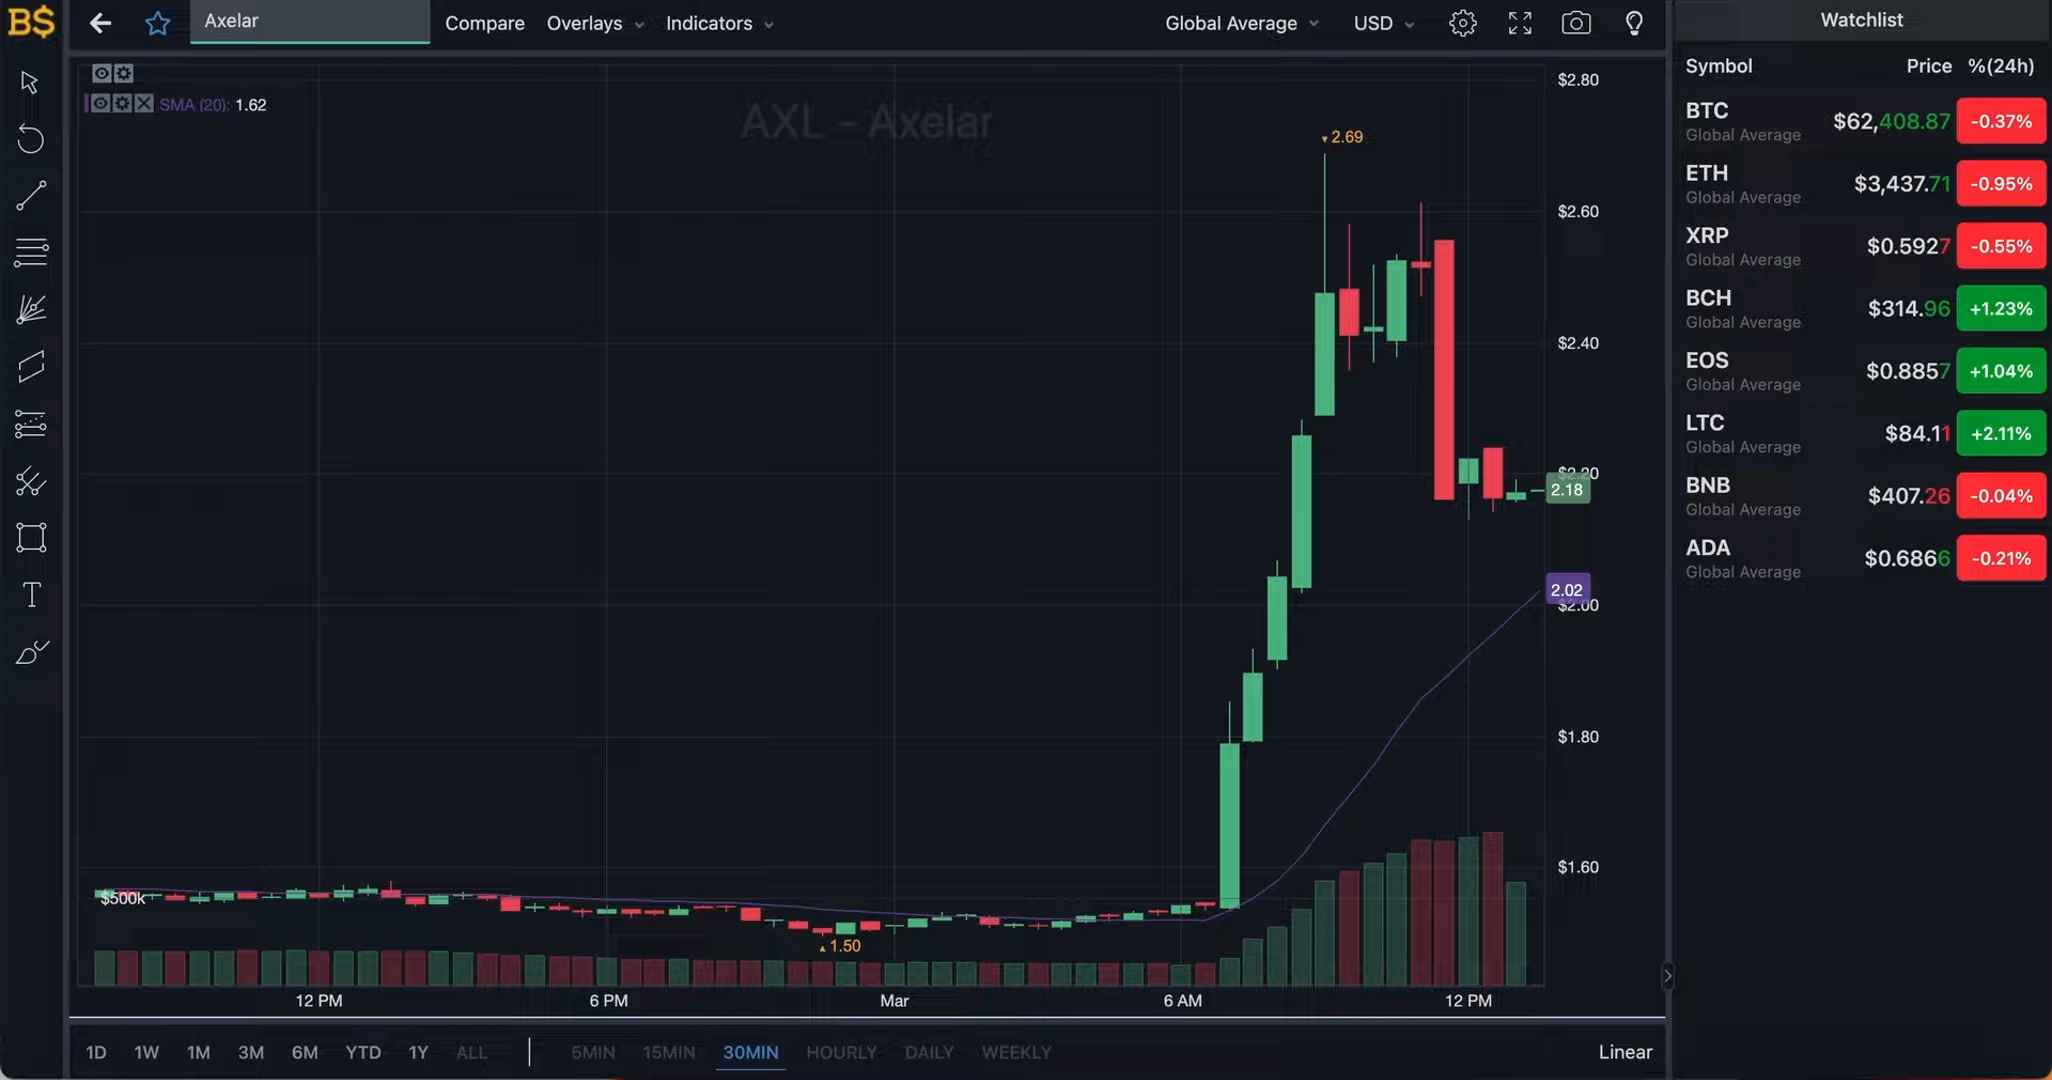 B$
Axelar
Compare
Overlays
Indicators
Global Average
USD
Watchlist
Symbol Price %(24h)
BTC $62,408.87 -0.37%
Global Average
ETH $3,437.71 -0.95%
Global Average
XRP $0.5927 -0.55%
Global Average
BCH $314.96 +1.23%
Global Average
EOS $0.8857 +1.04%
Global Average
LTC $84.11 +2.11%
Global Average
BNB $407.26 -0.04%
Global Average
ADA $0.6866 -0.21%
Global Average
SMA (20): 1.62
AXL - Axelar
2.69
1.50
$500k
$2.80
$2.60
$2.40
$2.20
2.18
2.02
$2.00
$1.80
$1.60
12 PM 6 PM Mar 6 AM 12 PM
T
1D 1W 1M 3M 6M YTD 1Y ALL 5MIN 15MIN 30MIN HOURLY DAILY WEEKLY Linear